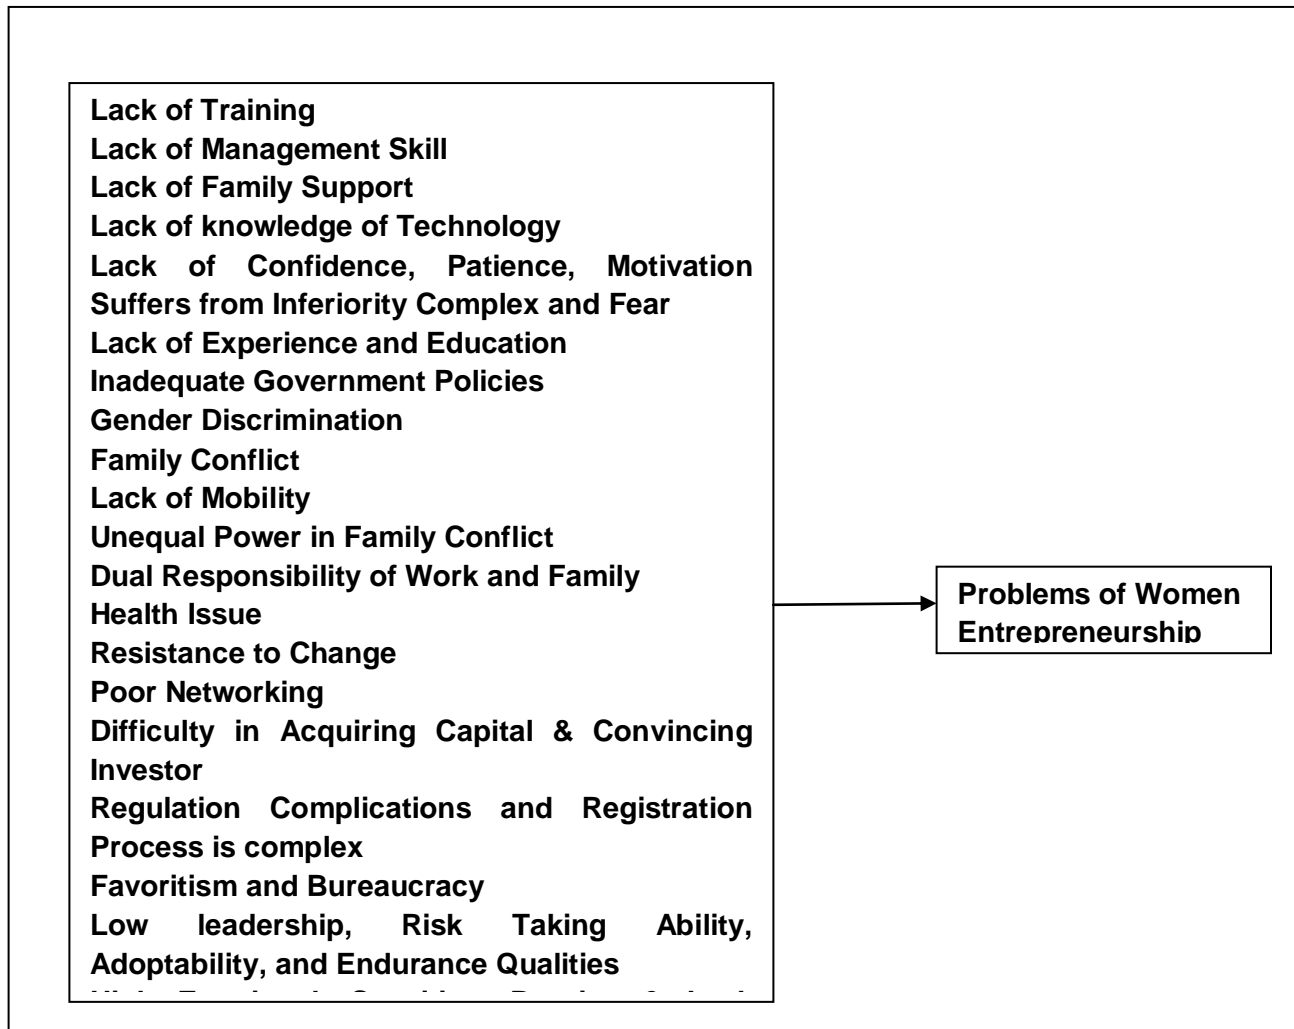 Lack of Training
Lack of Management Skill
Lack of Family Support
Lack of knowledge of Technology
Lack of Confidence, Patience, Motivation
Suffers from Inferiority Complex and Fear
Lack of Experience and Education
Inadequate Government Policies
Gender Discrimination
Family Conflict
Lack of Mobility
Unequal Power in Family Conflict
Dual Responsibility of Work and Family
Health Issue
Resistance to Change
Poor Networking
Difficulty in Acquiring Capital & Convincing
Investor
Regulation Complications and Registration
Process is complex
Favoritism and Bureaucracy
Low leadership, Risk Taking Ability,
Adoptability, and Endurance Qualities
Problems of Women
Entrepreneurship